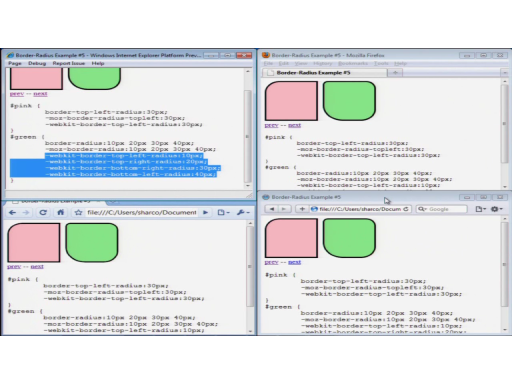 Border-Radius Example #5 - Windows Internet Explorer Platform Prev...
Page Debug Report Issue Help
prev -- next
#pink {
border-top-left-radius:30px;
-moz-border-radius-topleft:30px;
-webkit-border-top-left-radius:30px;
}
#green {
border-radius:10px 20px 30px 40px;
-moz-border-radius:10px 20px 30px 40px;
-webkit-border-top-left-radius:10px;
-webkit-border-top-right-radius:20px;
-webkit-border-bottom-right-radius:30px;
-webkit-border-bottom-left-radius:40px;
}
Border-Radius Example #5 - Mozilla Firefox
File Edit View History Bookmarks Tools Help
Border-Radius Example #5
prev -- next
#pink {
border-top-left-radius:30px;
-moz-border-radius-topleft:30px;
-webkit-border-top-left-radius:30px;
}
#green {
border-radius:10px 20px 30px 40px;
-moz-border-radius:10px 20px 30px 40px;
-webkit-border-top-left-radius:10px;
Border-Radius Example #5
file:///C:/Users/sharco/Document
prev -- next
#pink {
border-top-left-radius:30px;
-moz-border-radius-topleft:30px;
-webkit-border-top-left-radius:30px;
}
#green {
border-radius:10px 20px 30px 40px;
-moz-border-radius:10px 20px 30px 40px;
-webkit-border-top-left-radius:10px;
Border-Radius Example #5
file:///C:/Users/sharco/Docum
Google
prev -- next
#pink {
border-top-left-radius:30px;
-moz-border-radius-topleft:30px;
-webkit-border-top-left-radius:30px;
}
#green {
border-radius:10px 20px 30px 40px;
-moz-border-radius:10px 20px 30px 40px;
-webkit-border-top-left-radius:10px;
-webkit-border-top-right-radius:20px;